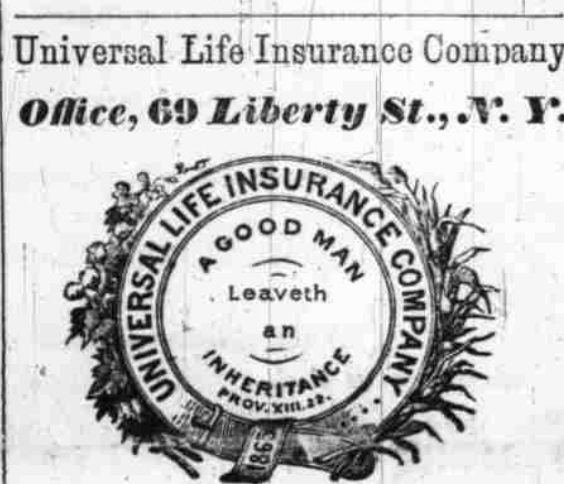 Universal Life Insurance Company
Office, 69 Liberty St., N. Y.
UNIVERSAL LIFE INSURANCE COMPANY
A GOOD MAN
Leaveth
an
INHERITANCE
PROV. XIII. 22.
1865